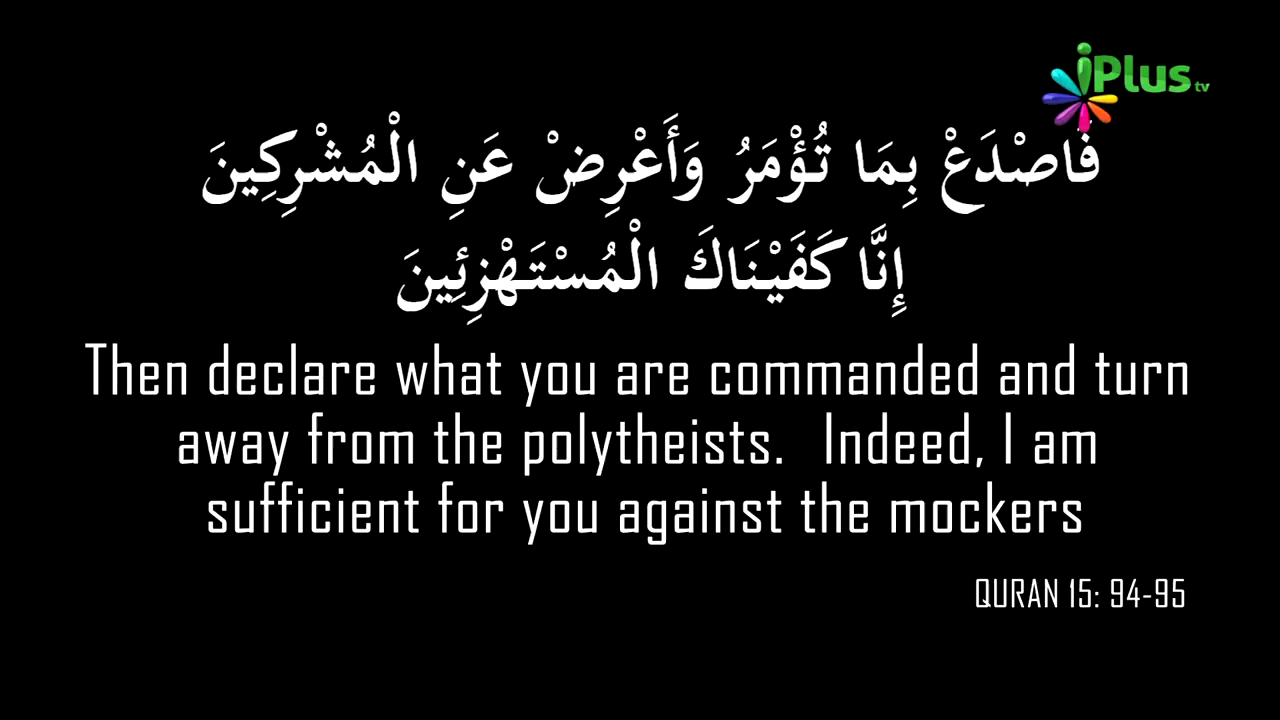 iPlus tv
فَاصْدَعْ بِمَا تُؤْمَرُ وَأَعْرِضْ عَنِ الْمُشْرِكِينَ
إِنَّا كَفَيْنَاكَ الْمُسْتَهْزِئِينَ
Then declare what you are commanded and turn
away from the polytheists. Indeed, I am
sufficient for you against the mockers
QURAN 15: 94-95